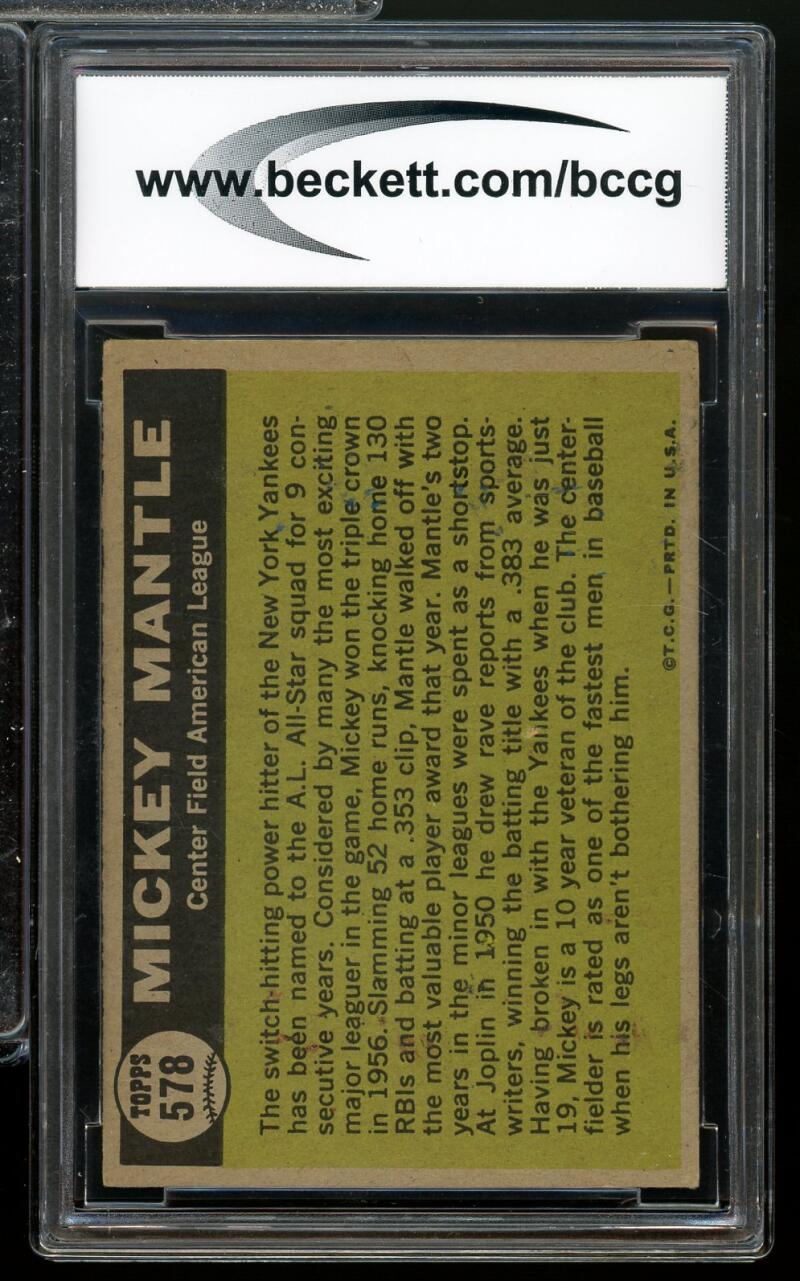 www.beckett.com/bccg
TOPPS
578
MICKEY MANTLE
Center Field American League
The switch-hitting power hitter of the New York Yankees
has been named to the A.L. All-Star squad for 9 con-
secutive years. Considered by many the most exciting
major leaguer in the game, Mickey won the triple crown
in 1956. Slamming 52 home runs, knocking home 130
RBIs and batting at a .353 clip, Mantle walked off with
the most valuable player award that year. Mantle's two
years in the minor leagues were spent as a shortstop.
At Joplin in 1950 he drew rave reports from sports-
writers, winning the batting title with a .383 average.
Having broken in with the Yankees when he was just
19, Mickey is a 10 year veteran of the club. The center-
fielder is rated as one of the fastest men in baseball
when his legs aren't bothering him.
©T.C.G.—PRTD. IN U.S.A.